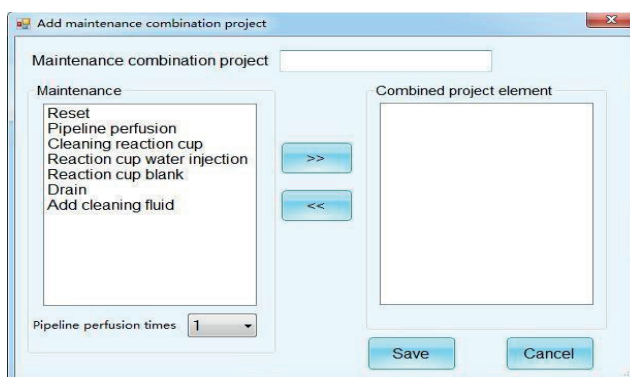 Add maintenance combination project
Maintenance combination project
Maintenance
Combined project element
Reset
Pipeline perfusion
Cleaning reaction cup
Reaction cup water injection
Reaction cup blank
Drain
Add cleaning fluid
>>
<<
Pipeline perfusion times 1
Save Cancel